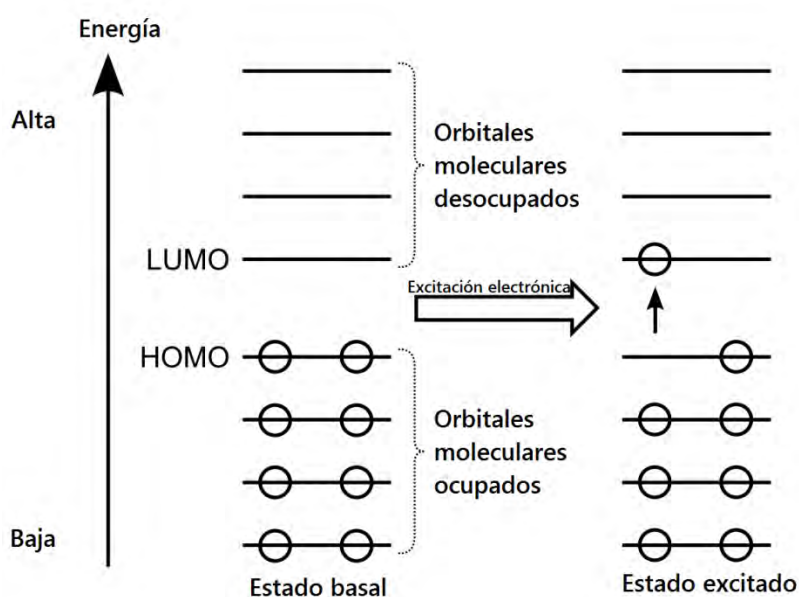 Energía
Alta
Orbitales
moleculares
desocupados
LUMO
Excitación electrónica
HOMO
Orbitales
moleculares
ocupados
Baja
Estado basal
Estado excitado